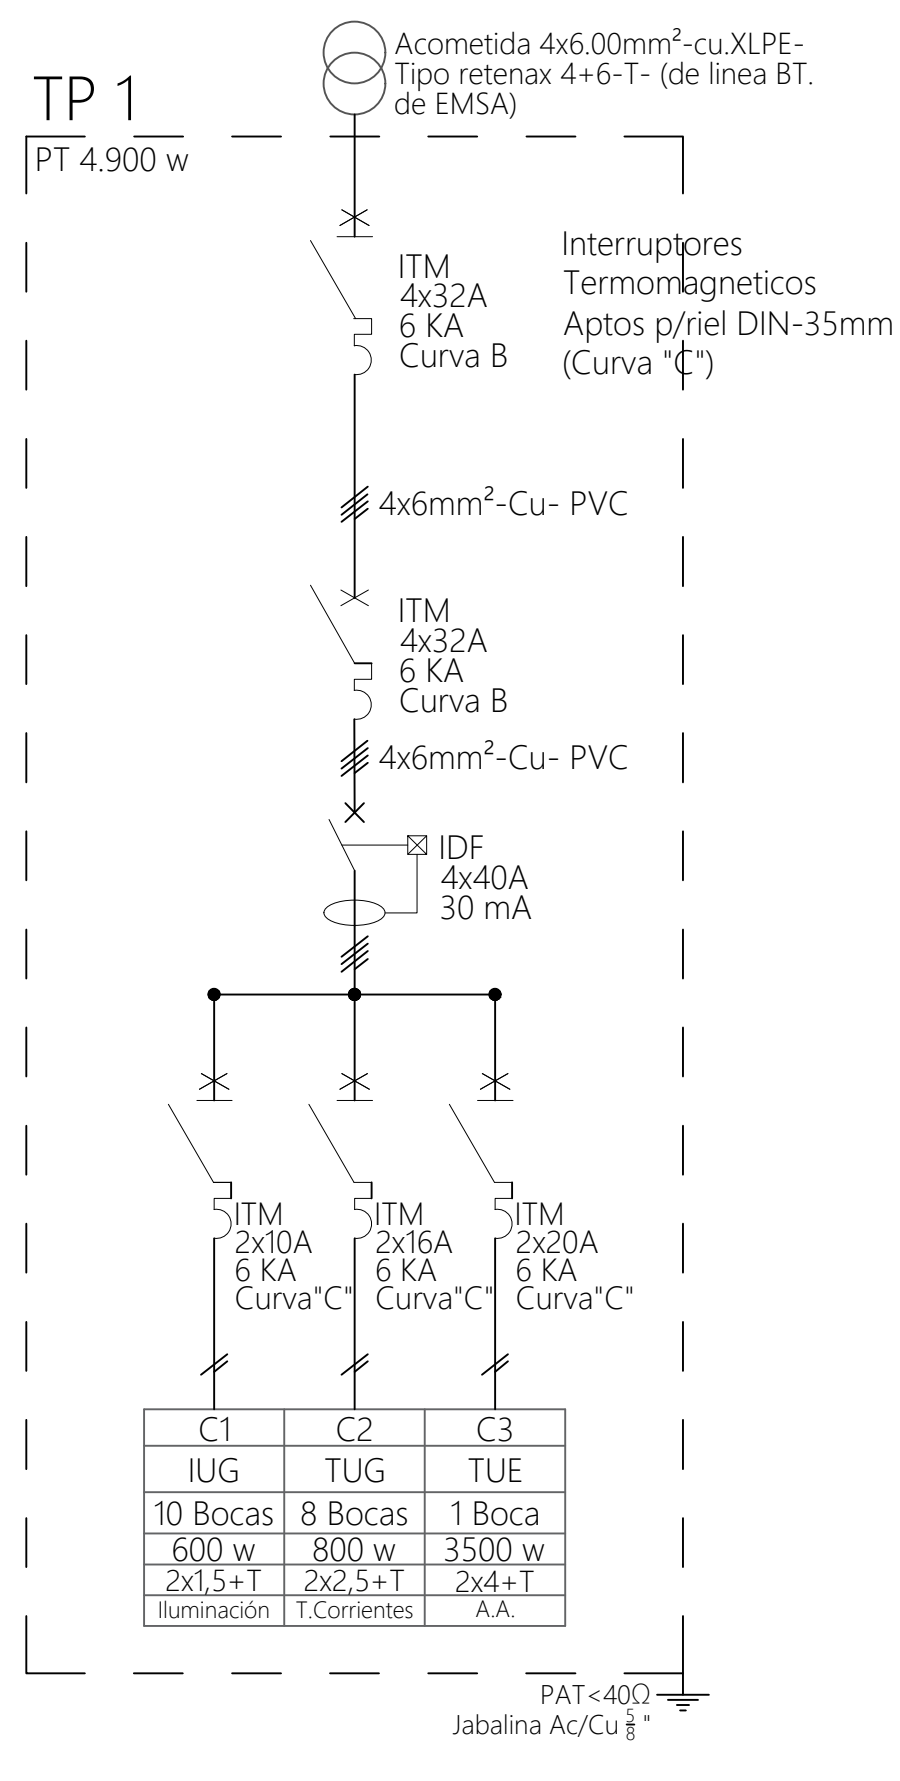 Acometida 4x6.00mm²-cu.XLPE-
Tipo retenax 4+6-T- (de linea BT.
de EMSA)
TP 1
PT 4.900 w
ITM
4x32A
6 KA
Curva B
Interruptores
Termomagneticos
Aptos p/riel DIN-35mm
(Curva "C")
4x6mm²-Cu- PVC
ITM
4x32A
6 KA
Curva B
4x6mm²-Cu- PVC
IDF
4x40A
30 mA
ITM
2x10A
6 KA
Curva"C"
ITM
2x16A
6 KA
Curva"C"
ITM
2x20A
6 KA
Curva"C"
C1 C2 C3
IUG TUG TUE
10 Bocas 8 Bocas 1 Boca
600 w 800 w 3500 w
2x1,5+T 2x2,5+T 2x4+T
Iluminación T.Corrientes A.A.
PAT<40Ω
Jabalina Ac/Cu 5/8 "